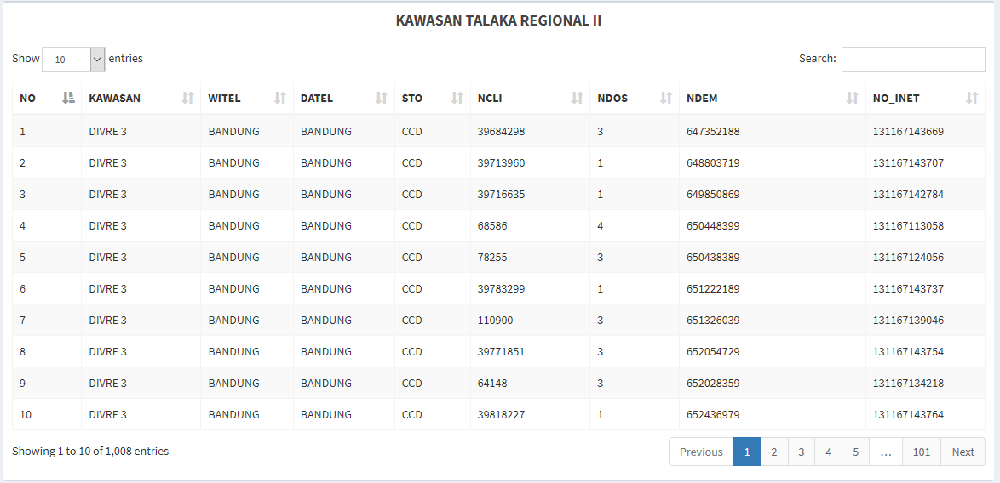 KAWASAN TALAKA REGIONAL II
Show 10 entries Search:
NO KAWASAN WITEL DATEL STO NCLI NDOS NDEM NO_INET
1 DIVRE 3 BANDUNG BANDUNG CCD 39684298 3 647352188 131167143669
2 DIVRE 3 BANDUNG BANDUNG CCD 39713960 1 648803719 131167143707
3 DIVRE 3 BANDUNG BANDUNG CCD 39716635 1 649850869 131167142784
4 DIVRE 3 BANDUNG BANDUNG CCD 68586 4 650448399 131167113058
5 DIVRE 3 BANDUNG BANDUNG CCD 78255 3 650438389 131167124056
6 DIVRE 3 BANDUNG BANDUNG CCD 39783299 1 651222189 131167143737
7 DIVRE 3 BANDUNG BANDUNG CCD 110900 3 651326039 131167139046
8 DIVRE 3 BANDUNG BANDUNG CCD 39771851 3 652054729 131167143754
9 DIVRE 3 BANDUNG BANDUNG CCD 64148 3 652028359 131167134218
10 DIVRE 3 BANDUNG BANDUNG CCD 39818227 1 652436979 131167143764
Showing 1 to 10 of 1,008 entries Previous 1 2 3 4 5 … 101 Next